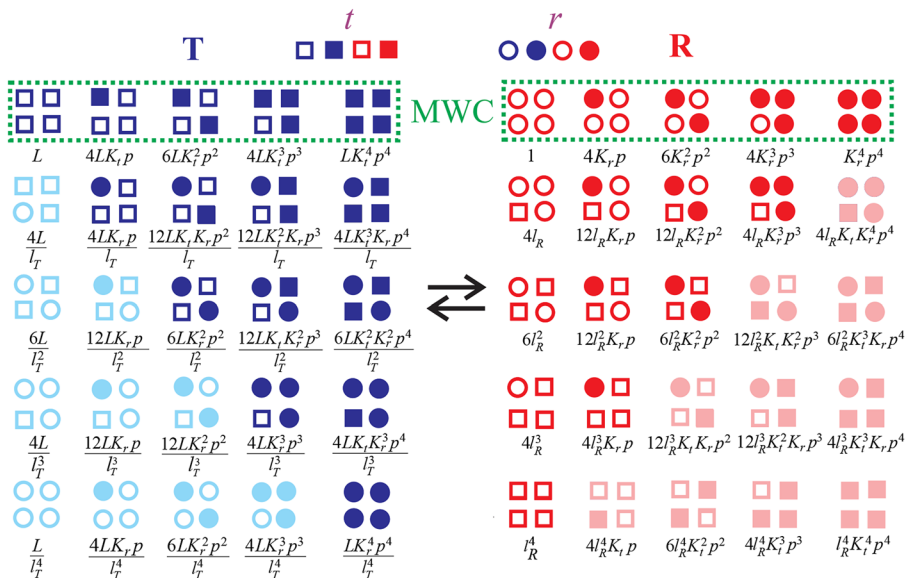 t r
T R
MWC
L 4LK_t p 6LK_t^2 p^2 4LK_t^3 p^3 LK_t^4 p^4 1 4K_r p 6K_r^2 p^2 4K_r^3 p^3 K_r^4 p^4
4L/l_T 4LK_r p/l_T 12LK_t K_r p^2/l_T 12LK_t^2 K_r p^3/l_T 4LK_t^3 K_r p^4/l_T 4l_R 12l_R K_r p 12l_R K_r^2 p^2 4l_R K_r^3 p^3 4l_R K_t K_r^4 p^4
6L/l_T^2 12LK_r p/l_T^2 6LK_r^2 p^2/l_T^2 12LK_t K_r^2 p^3/l_T^2 6LK_t^2 K_r^2 p^4/l_T^2 6l_R^2 12l_R^2 K_r p 6l_R^2 K_r^2 p^2 12l_R^2 K_t K_r^2 p^3 6l_R^2 K_t^3 K_r p^4
4L/l_T^3 12LK_r p/l_T^3 12LK_r^2 p^2/l_T^3 4LK_r^3 p^3/l_T^3 4LK_t K_r^3 p^4/l_T^3 4l_R^3 4l_R^3 K_r p 12l_R^3 K_t K_r p^2 12l_R^3 K_t^2 K_r p^3 4l_R^3 K_t^3 K_r p^4
L/l_T^4 4LK_r p/l_T^4 6LK_r^2 p^2/l_T^4 4LK_r^3 p^3/l_T^4 LK_r^4 p^4/l_T^4 l_R^4 4l_R^4 K_t p 6l_R^4 K_t^2 p^2 4l_R^4 K_t^3 p^3 l_R^4 K_t^4 p^4